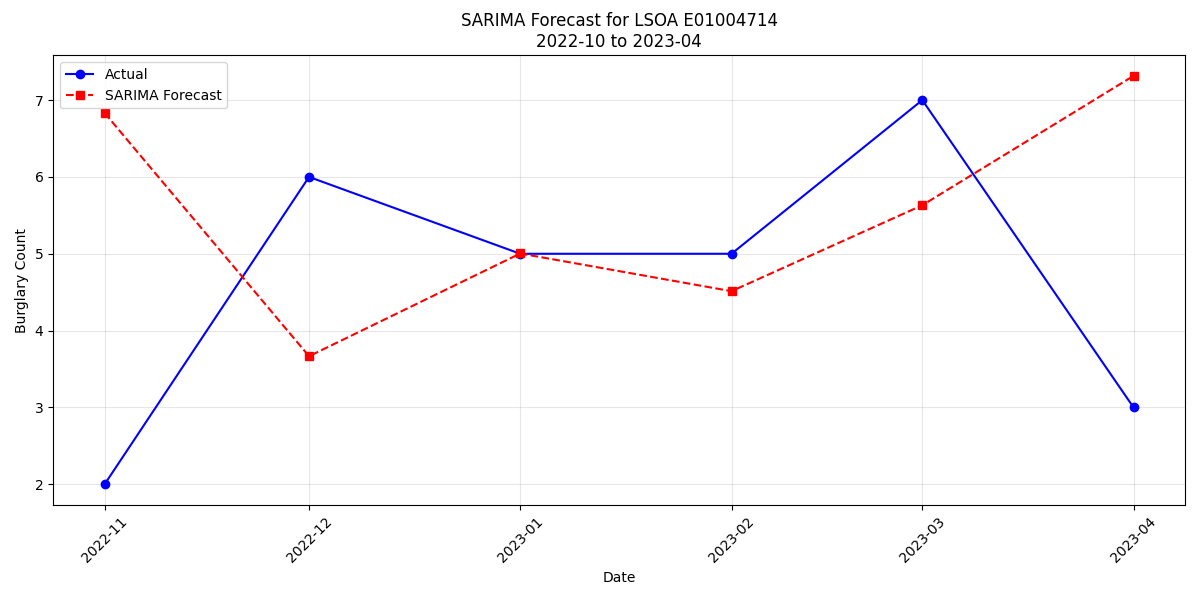 SARIMA Forecast for LSOA E01004714
2022-10 to 2023-04
Actual
SARIMA Forecast
Burglary Count
7
6
5
4
3
2
2022-11
2022-12
2023-01
2023-02
2023-03
2023-04
Date